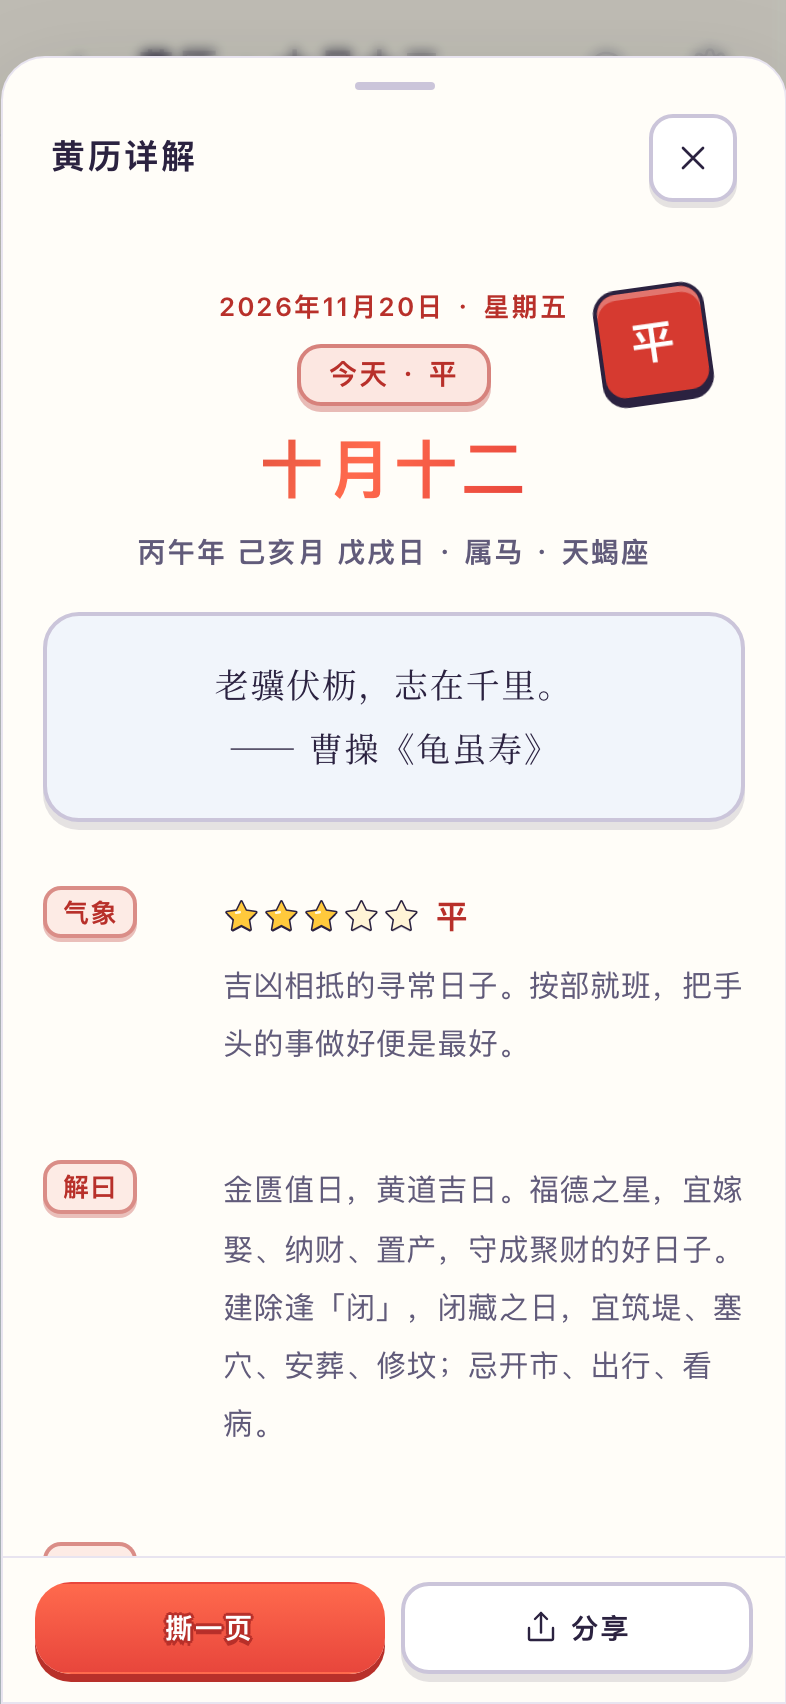 黄历详解
2026年11月20日 · 星期五
平
今天 · 平
十月十二
丙午年 己亥月 戊戌日 · 属马 · 天蝎座
老骥伏枥，志在千里。
—— 曹操《龟虽寿》
气象
平
吉凶相抵的寻常日子。按部就班，把手
头的事做好便是最好。
解曰
金匮值日，黄道吉日。福德之星，宜嫁
娶、纳财、置产，守成聚财的好日子。
建除逢「闭」，闭藏之日，宜筑堤、塞
穴、安葬、修坟；忌开市、出行、看
病。
撕一页
分享